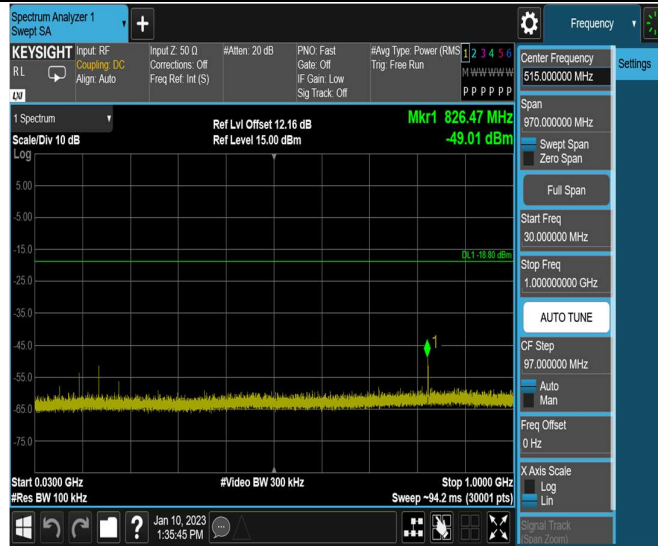 Spectrum Analyzer 1
Swept SA
Frequency
KEYSIGHT
RL
LXI
Input: RF
Coupling: DC
Align: Auto
Input Z: 50 Ω
Corrections: Off
Freq Ref: Int (S)
#Atten: 20 dB
PNO: Fast
Gate: Off
IF Gain: Low
Sig Track: Off
#Avg Type: Power (RMS
Trig: Free Run
1 2 3 4 5 6
M W W W W W
P P P P P P
Center Frequency
515.000000 MHz
Settings
1 Spectrum
Scale/Div 10 dB
Log
Ref Lvl Offset 12.16 dB
Ref Level 15.00 dBm
Mkr1 826.47 MHz
-49.01 dBm
Span
970.000000 MHz
Swept Span
Zero Span
Full Span
Start Freq
30.000000 MHz
Stop Freq
1.000000000 GHz
AUTO TUNE
CF Step
97.000000 MHz
Auto
Man
Freq Offset
0 Hz
X Axis Scale
Log
Lin
Signal Track
(Span Zoom)
5.00
-5.00
-15.0
DL1 -18.80 dBm
-25.0
-35.0
-45.0
1
-55.0
-65.0
-75.0
Start 0.0300 GHz
#Res BW 100 kHz
#Video BW 300 kHz
Stop 1.0000 GHz
Sweep ~94.2 ms (30001 pts)
?
Jan 10, 2023
1:35:45 PM